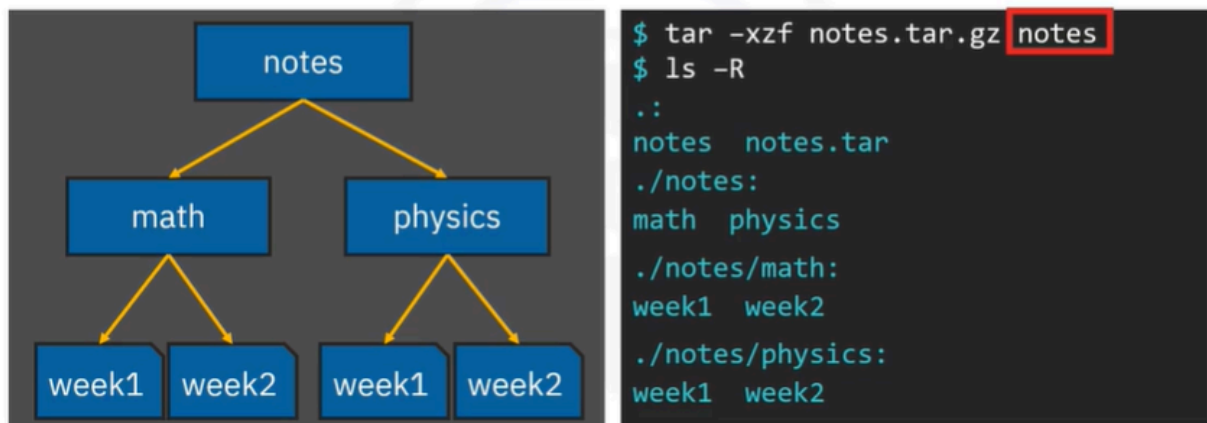 notes
math physics
week1 week2 week1 week2
$ tar –xzf notes.tar.gz notes
$ ls –R
.:
notes notes.tar
./notes:
math physics
./notes/math:
week1 week2
./notes/physics:
week1 week2